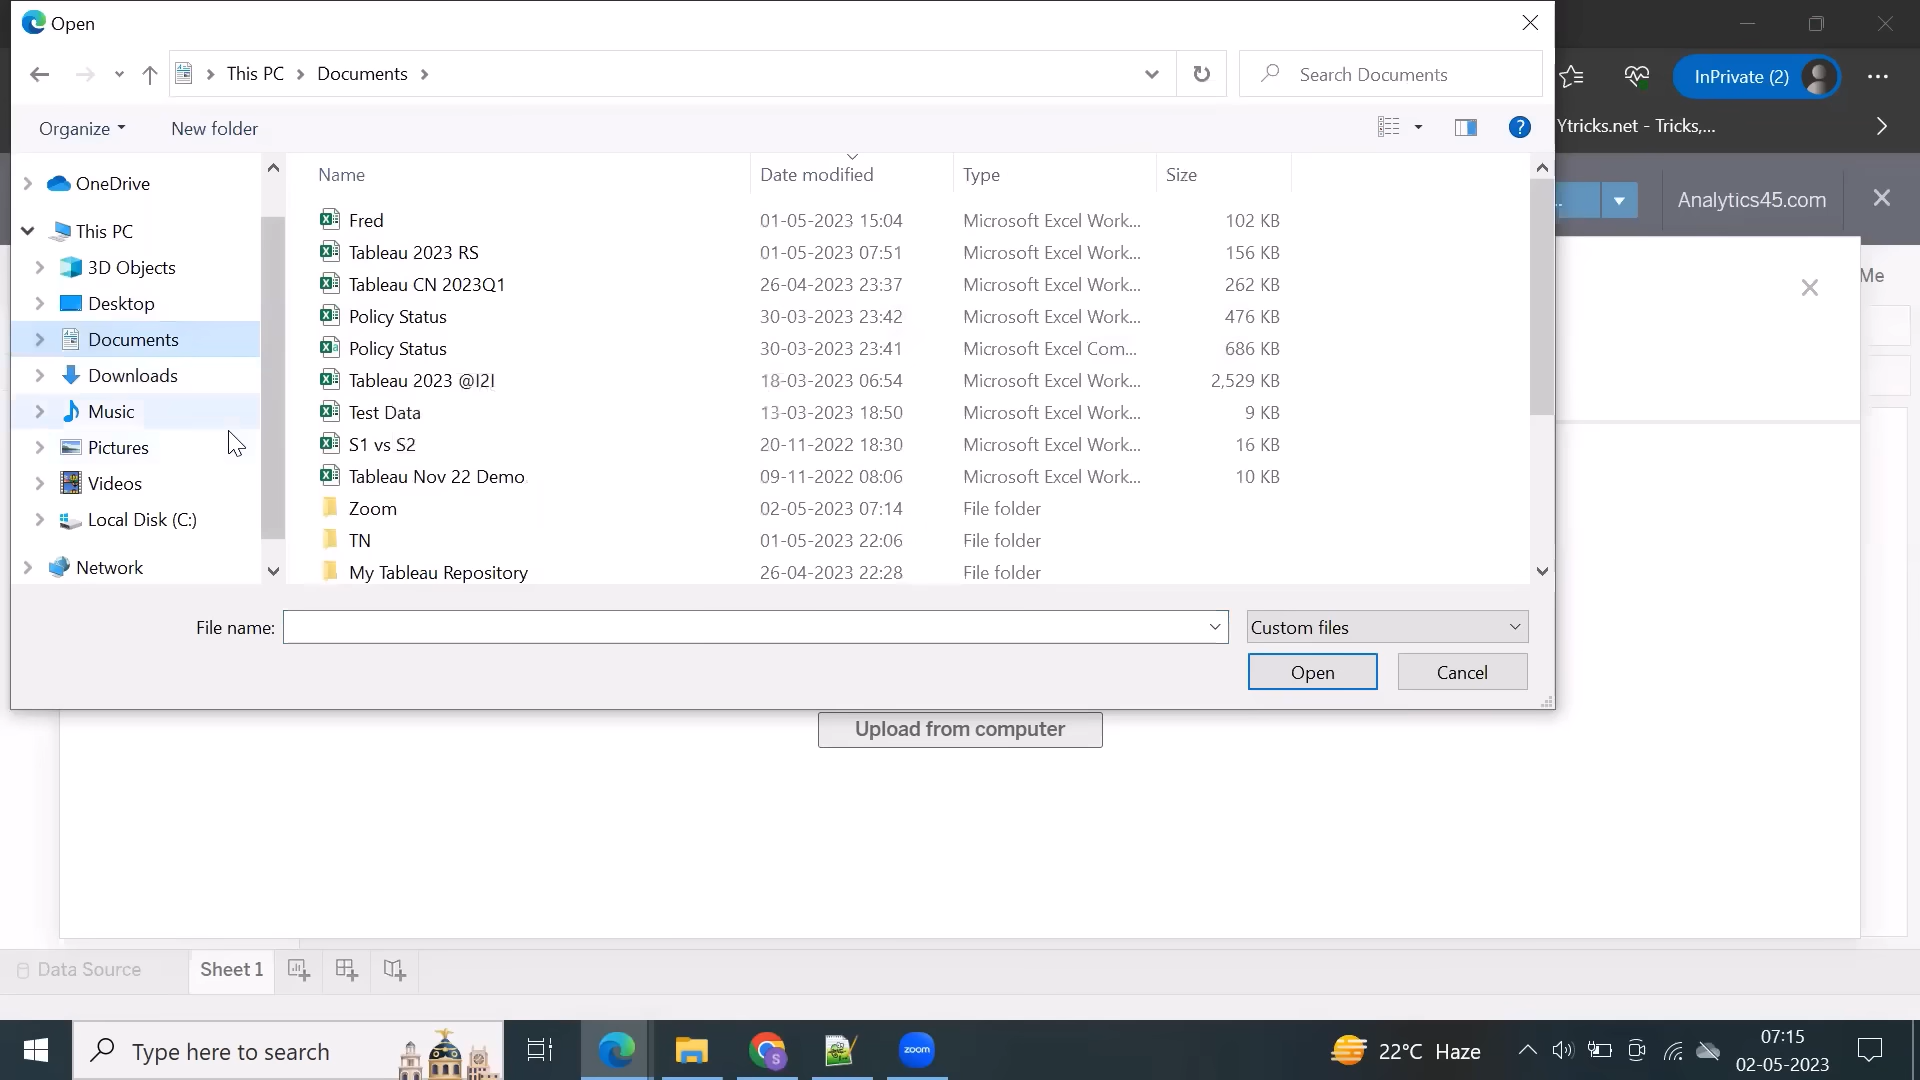 Open
This PC > Documents >
Search Documents
InPrivate (2)
Organize
New folder
Ytricks.net - Tricks,...
Name Date modified Type Size
OneDrive
This PC
3D Objects
Desktop
Documents
Downloads
Music
Pictures
Videos
Local Disk (C:)
Network
Fred 01-05-2023 15:04 Microsoft Excel Work... 102 KB
Tableau 2023 RS 01-05-2023 07:51 Microsoft Excel Work... 156 KB
Tableau CN 2023Q1 26-04-2023 23:37 Microsoft Excel Work... 262 KB
Policy Status 30-03-2023 23:42 Microsoft Excel Work... 476 KB
Policy Status 30-03-2023 23:41 Microsoft Excel Com... 686 KB
Tableau 2023 @I2I 18-03-2023 06:54 Microsoft Excel Work... 2,529 KB
Test Data 13-03-2023 18:50 Microsoft Excel Work... 9 KB
S1 vs S2 20-11-2022 18:30 Microsoft Excel Work... 16 KB
Tableau Nov 22 Demo 09-11-2022 08:06 Microsoft Excel Work... 10 KB
Zoom 02-05-2023 07:14 File folder
TN 01-05-2023 22:06 File folder
My Tableau Repository 26-04-2023 22:28 File folder
Analytics45.com
Me
File name:
Custom files
Open
Cancel
Upload from computer
Data Source
Sheet 1
Type here to search
zoom
22°C Haze
07:15
02-05-2023